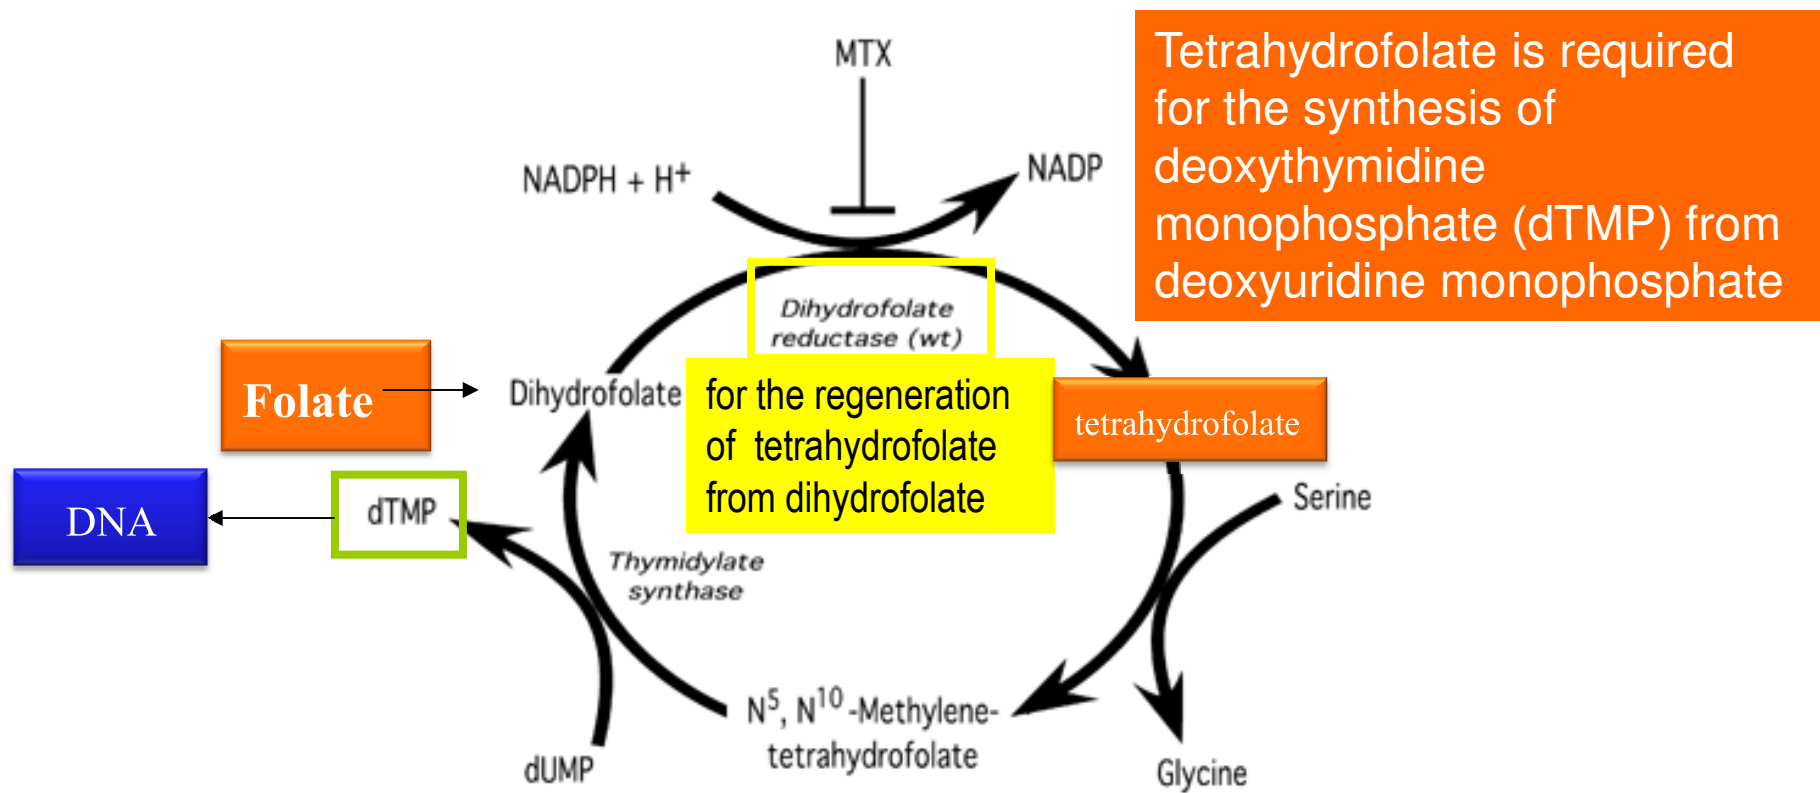 MTX
NADPH + H+
NADP
Tetrahydrofolate is required
for the synthesis of
deoxythymidine
monophosphate (dTMP) from
deoxyuridine monophosphate
Dihydrofolate
reductase (wt)
Folate
Dihydrofolate
for the regeneration
of tetrahydrofolate
from dihydrofolate
tetrahydrofolate
DNA
dTMP
Serine
Thymidylate
synthase
N5, N10 -Methylene-
tetrahydrofolate
dUMP
Glycine